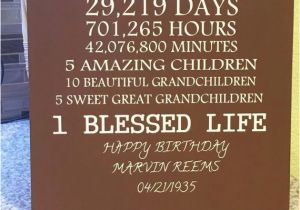 29,219 DAYS
701,265 HOURS
42,076,800 MINUTES
5 AMAZING CHILDREN
10 BEAUTIFUL GRANDCHILDREN
5 SWEET GREAT GRANDCHILDREN
1 BLESSED LIFE
HAPPY BIRTHDAY
MARVIN REEMS
04/21/1935